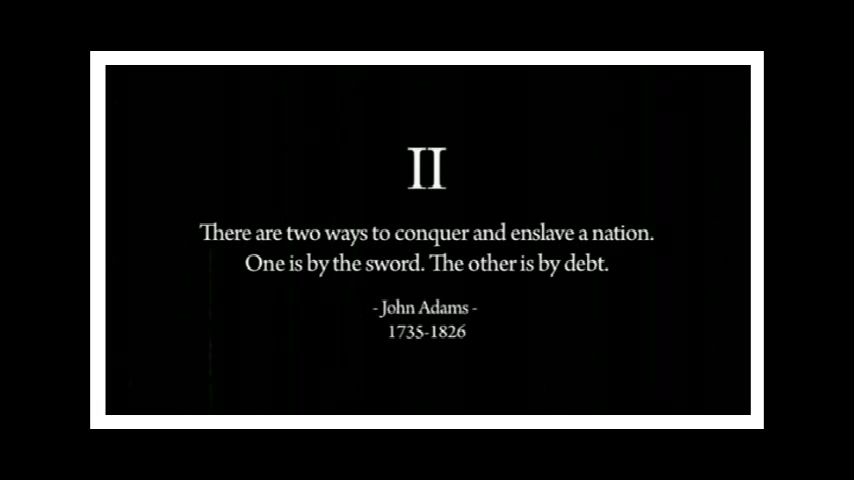 II
There are two ways to conquer and enslave a nation.
One is by the sword. The other is by debt.
- John Adams -
1735-1826